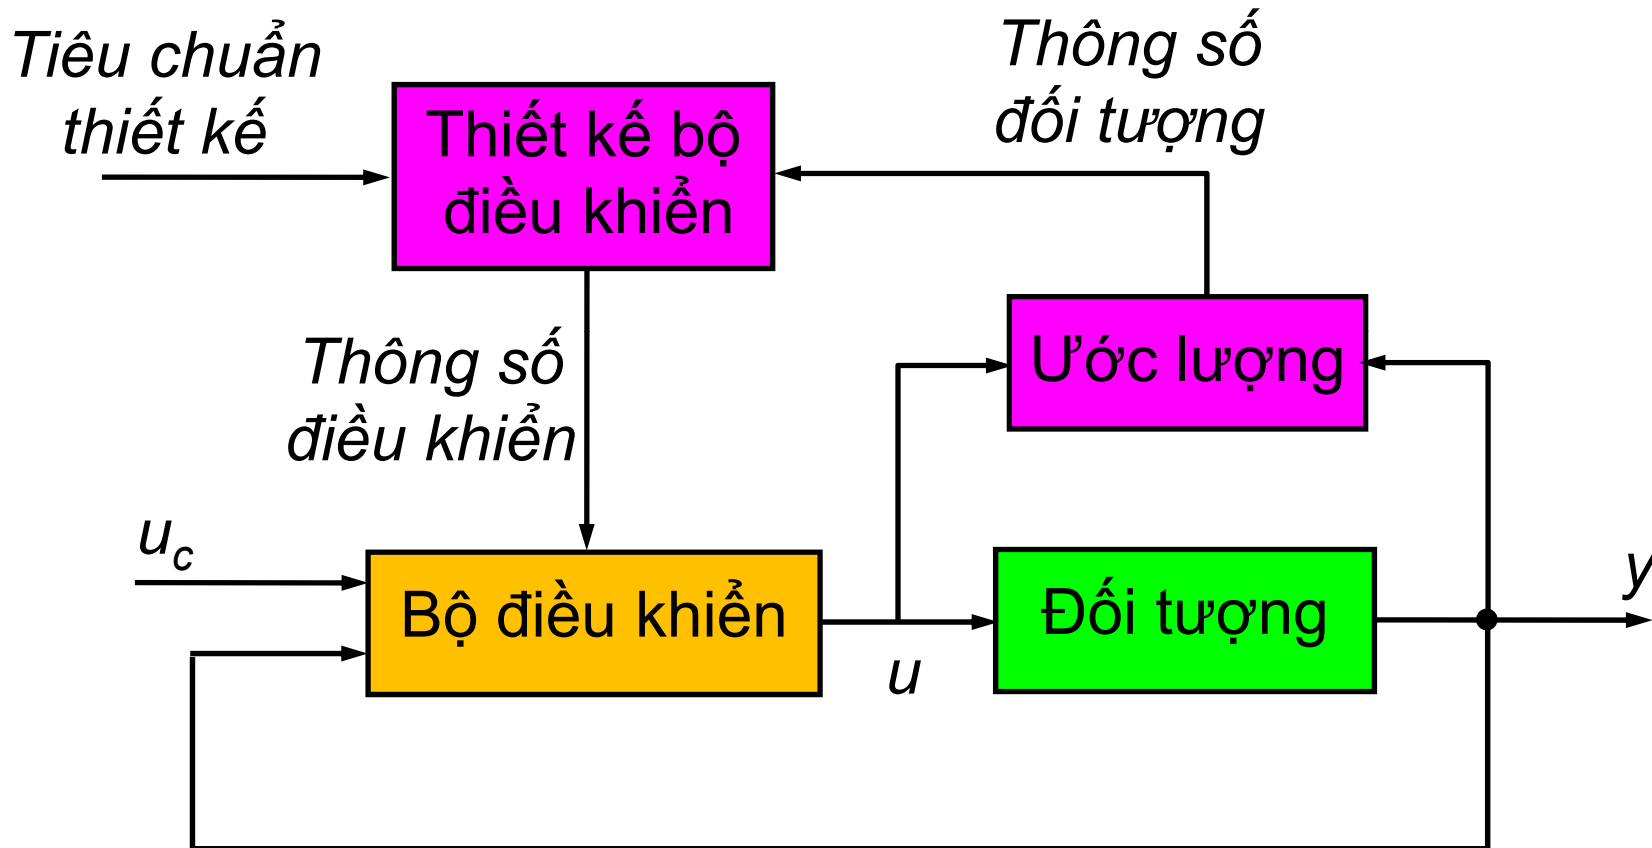 Tiêu chuẩn
thiết kế
Thiết kế bộ
điều khiển
Thông số
đối tượng
Ước lượng
Thông số
điều khiển
u_c
Bộ điều khiển
u
Đối tượng
y